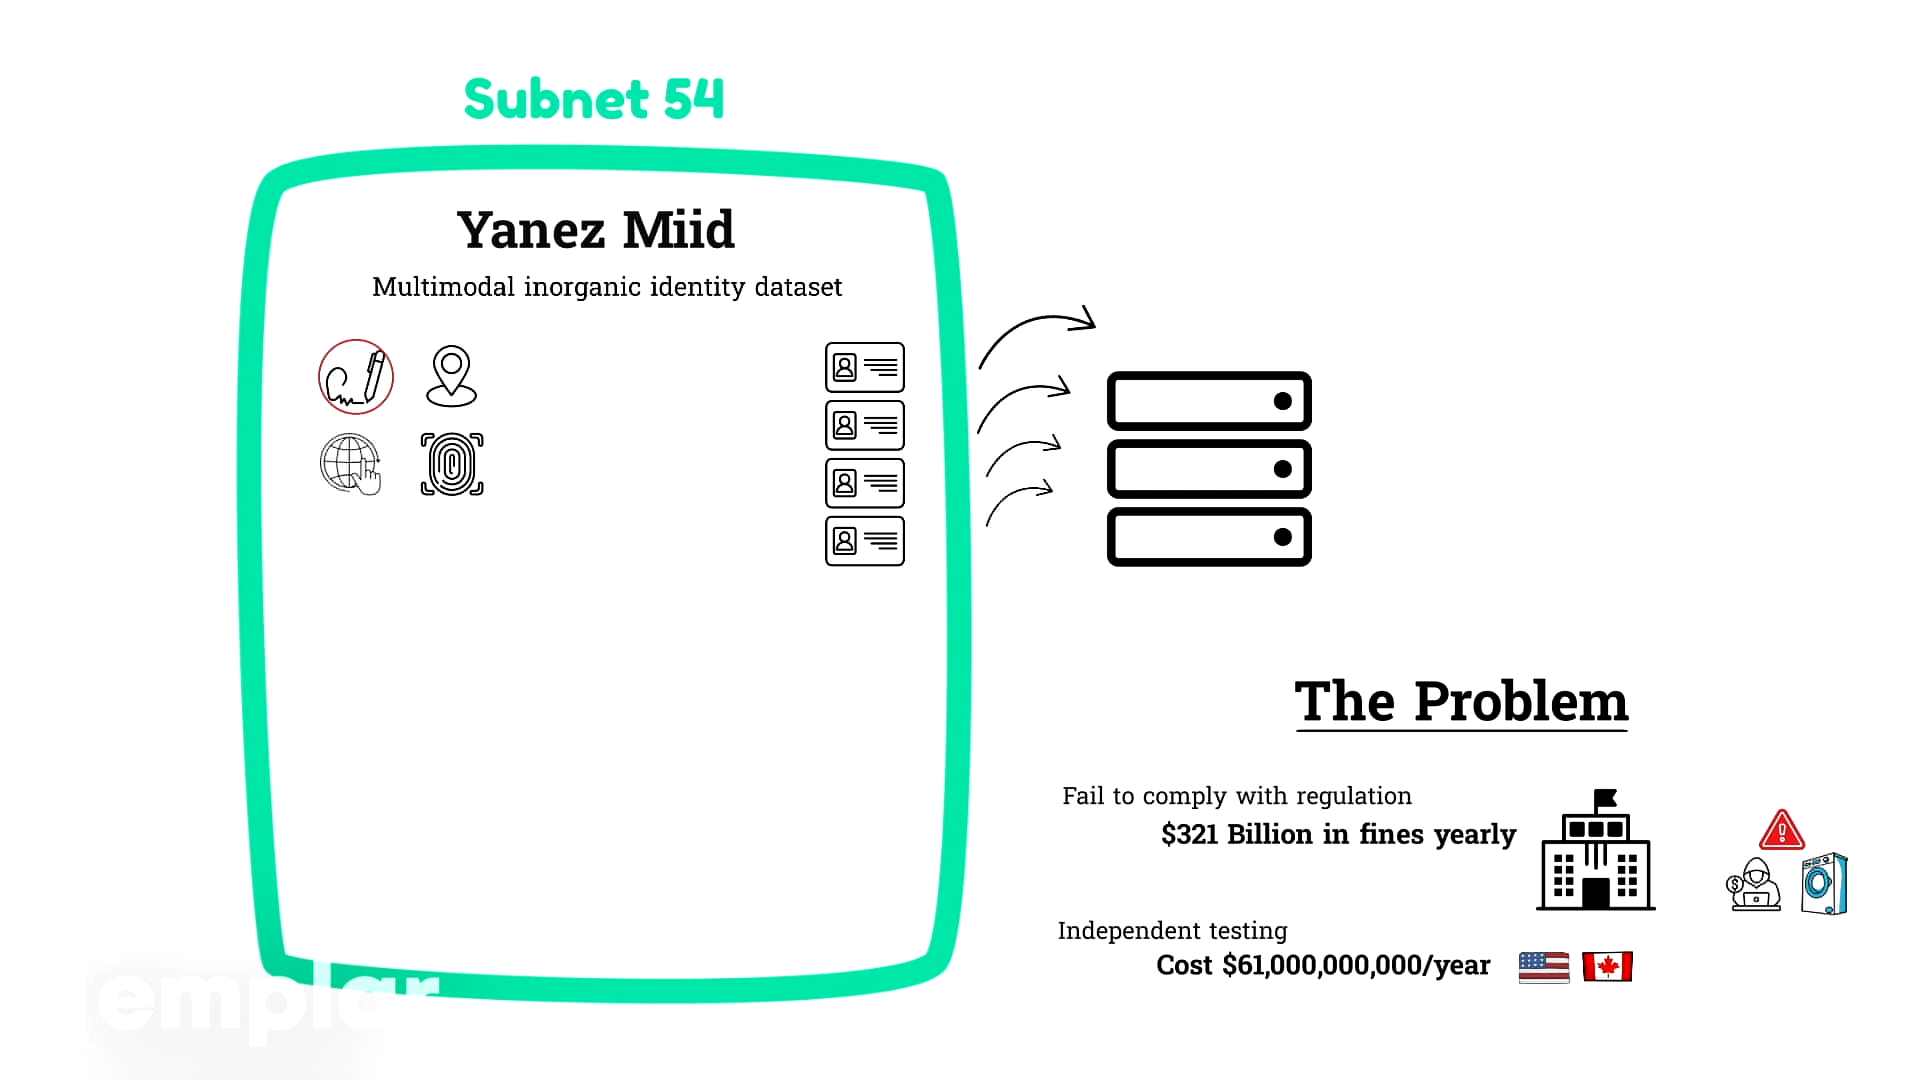 Subnet 54
Yanez Miid
Multimodal inorganic identity dataset
The Problem
Fail to comply with regulation
$321 Billion in fines yearly
Independent testing
Cost $61,000,000,000/year
emplar